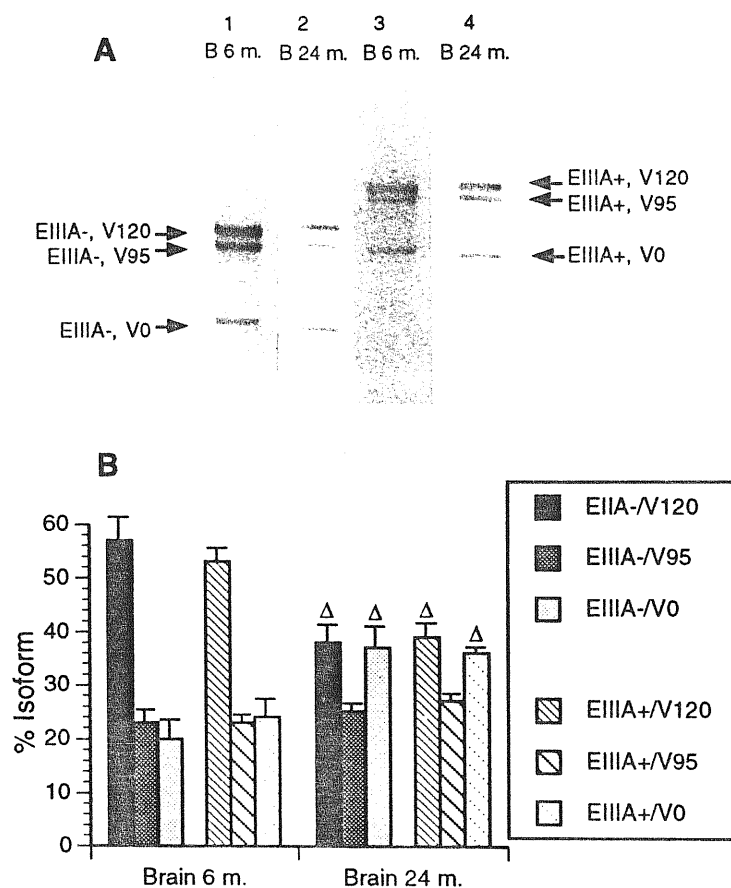 1 2 3 4
A B 6 m. B 24 m. B 6 m. B 24 m.
EIIIA-, V120
EIIIA-, V95
EIIIA-, V0
EIIIA+, V120
EIIIA+, V95
EIIIA+, V0
B
% Isoform
60
50
40
30
20
10
0
Δ Δ Δ Δ
Brain 6 m. Brain 24 m.
EIIA-/V120
EIIIA-/V95
EIIIA-/V0
EIIIA+/V120
EIIIA+/V95
EIIIA+/V0